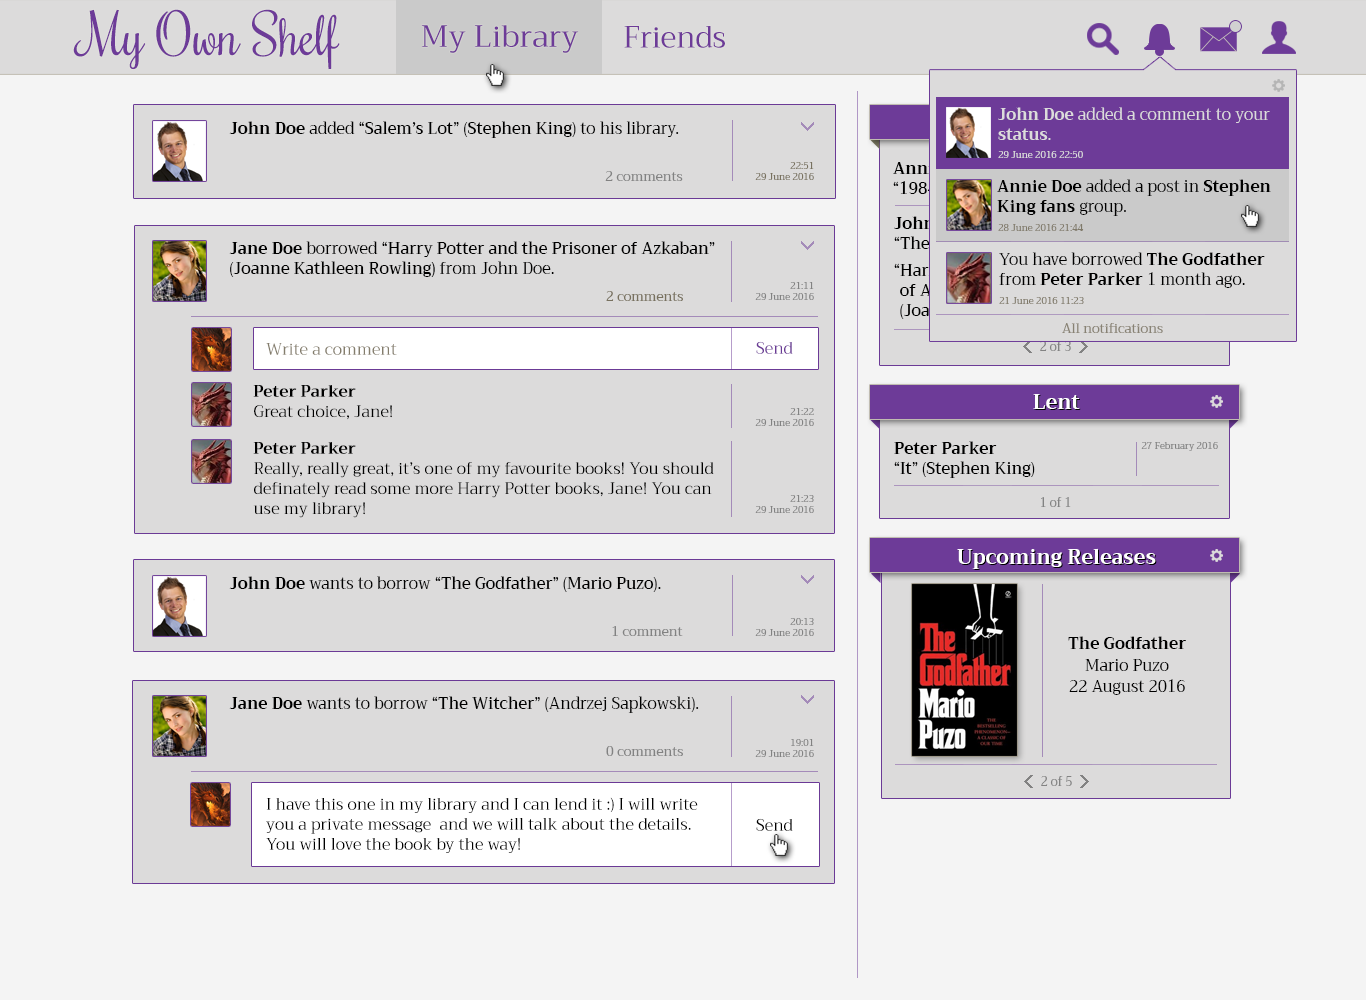 My Own Shelf
My Library
Friends
John Doe added “Salem’s Lot” (Stephen King) to his library.
2 comments
22:51
29 June 2016
Jane Doe borrowed “Harry Potter and the Prisoner of Azkaban”
(Joanne Kathleen Rowling) from John Doe.
2 comments
21:11
29 June 2016
Write a comment
Send
Peter Parker
Great choice, Jane!
21:22
29 June 2016
Peter Parker
Really, really great, it’s one of my favourite books! You should
definately read some more Harry Potter books, Jane! You can
use my library!
21:23
29 June 2016
John Doe wants to borrow “The Godfather” (Mario Puzo).
1 comment
20:13
29 June 2016
Jane Doe wants to borrow “The Witcher” (Andrzej Sapkowski).
0 comments
19:01
29 June 2016
I have this one in my library and I can lend it :) I will write
you a private message  and we will talk about the details.
You will love the book by the way!
Send
John Doe added a comment to your
status.
29 June 2016 22:50
Annie Doe added a post in Stephen
King fans group.
28 June 2016 21:44
You have borrowed The Godfather
from Peter Parker 1 month ago.
21 June 2016 11:23
All notifications
Anni
“198
John
“The
“Har
of A
(Joa
2 of 3
Lent
Peter Parker
“It” (Stephen King)
27 February 2016
1 of 1
Upcoming Releases
The
Godfather
Mario
Puzo
THE
BESTSELLING
PHENOMENON—
A CLASSIC OF
OUR TIME
The Godfather
Mario Puzo
22 August 2016
2 of 5